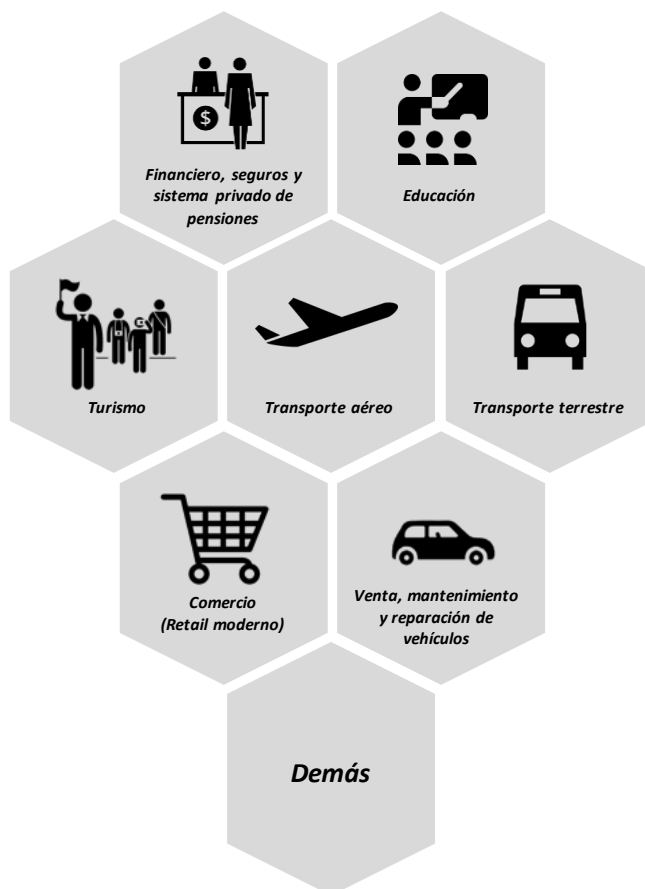 $
Financiero, seguros y
sistema privado de
pensiones
Educación
Turismo
Transporte aéreo
Transporte terrestre
Comercio
(Retail moderno)
Venta, mantenimiento
y reparación de
vehículos
Demás